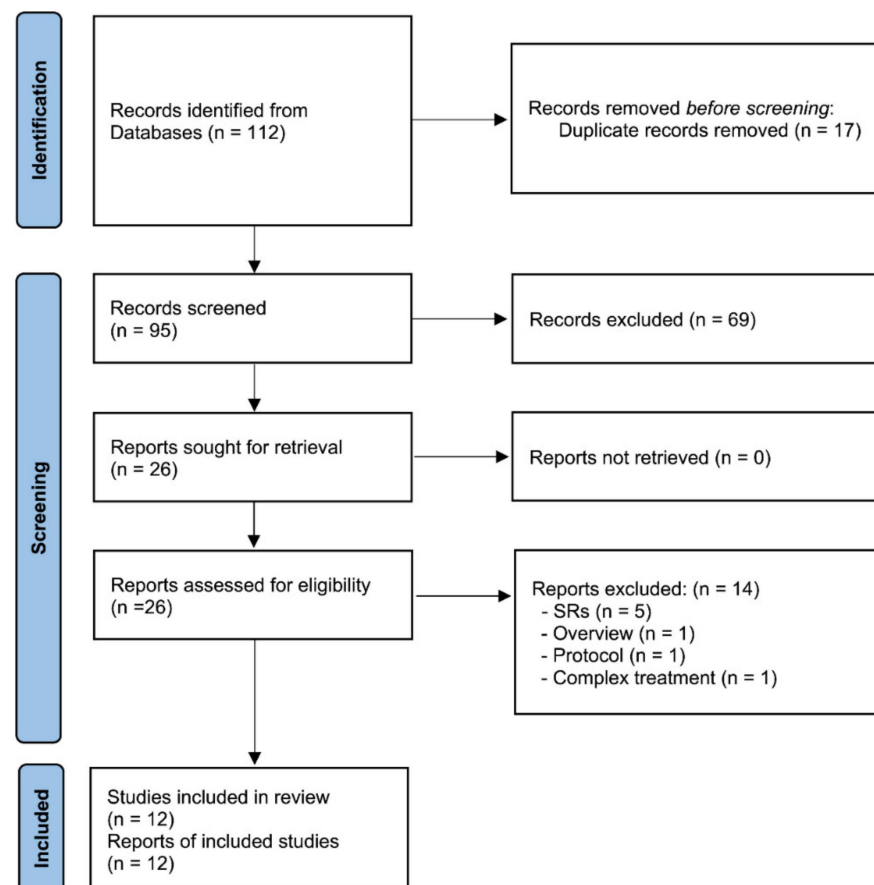 Identification
Records identified from
Databases (n = 112)
Records removed before screening:
Duplicate records removed (n = 17)
Screening
Records screened
(n = 95)
Records excluded (n = 69)
Reports sought for retrieval
(n = 26)
Reports not retrieved (n = 0)
Reports assessed for eligibility
(n =26)
Reports excluded: (n = 14)
- SRs (n = 5)
- Overview (n = 1)
- Protocol (n = 1)
- Complex treatment (n = 1)
Included
Studies included in review
(n = 12)
Reports of included studies
(n = 12)